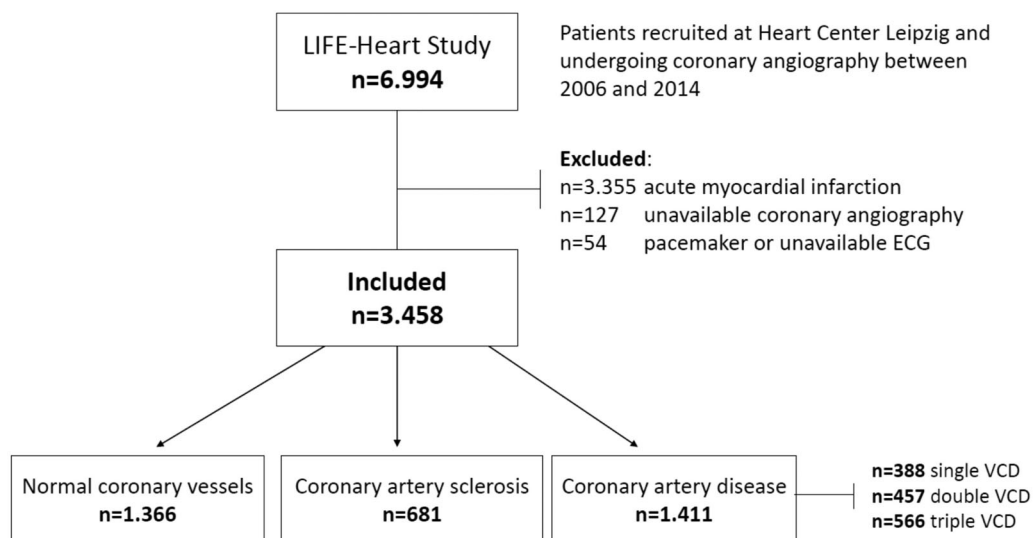 LIFE-Heart Study
n=6.994
Patients recruited at Heart Center Leipzig and
undergoing coronary angiography between
2006 and 2014
Excluded:
n=3.355 acute myocardial infarction
n=127 unavailable coronary angiography
n=54 pacemaker or unavailable ECG
Included
n=3.458
Normal coronary vessels
n=1.366
Coronary artery sclerosis
n=681
Coronary artery disease
n=1.411
n=388 single VCD
n=457 double VCD
n=566 triple VCD